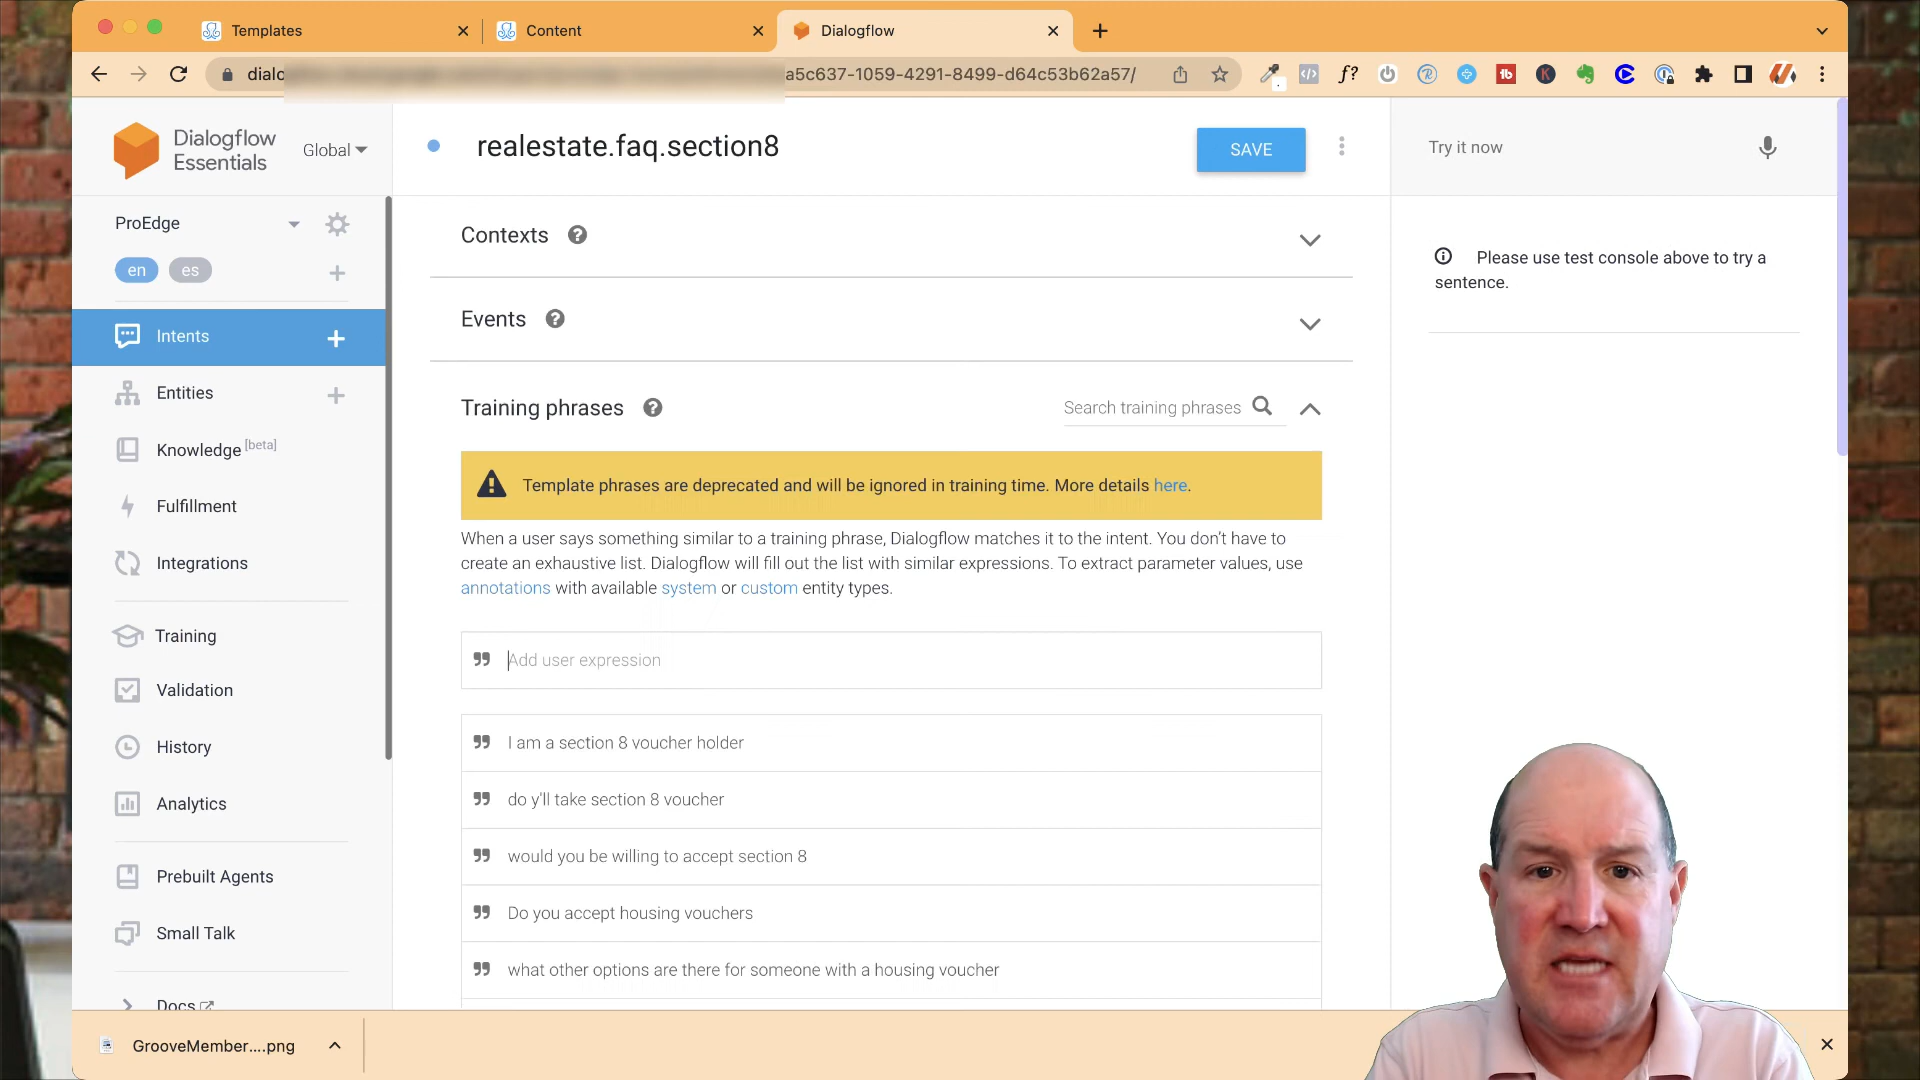 Templates
Content
Dialogflow
dialo
a5c637-1059-4291-8499-d64c53b62a57/
Dialogflow
Essentials
Global
realestate.faq.section8
SAVE
Try it now
ProEdge
en
es
Contexts
Please use test console above to try a
sentence.
Events
Intents
Entities
Knowledge [beta]
Fulfillment
Integrations
Training
Validation
History
Analytics
Prebuilt Agents
Small Talk
Docs
Training phrases
Search training phrases
Template phrases are deprecated and will be ignored in training time. More details here.
When a user says something similar to a training phrase, Dialogflow matches it to the intent. You don't have to
create an exhaustive list. Dialogflow will fill out the list with similar expressions. To extract parameter values, use
annotations with available system or custom entity types.
Add user expression
I am a section 8 voucher holder
do y'll take section 8 voucher
would you be willing to accept section 8
Do you accept housing vouchers
what other options are there for someone with a housing voucher
GrooveMember....png